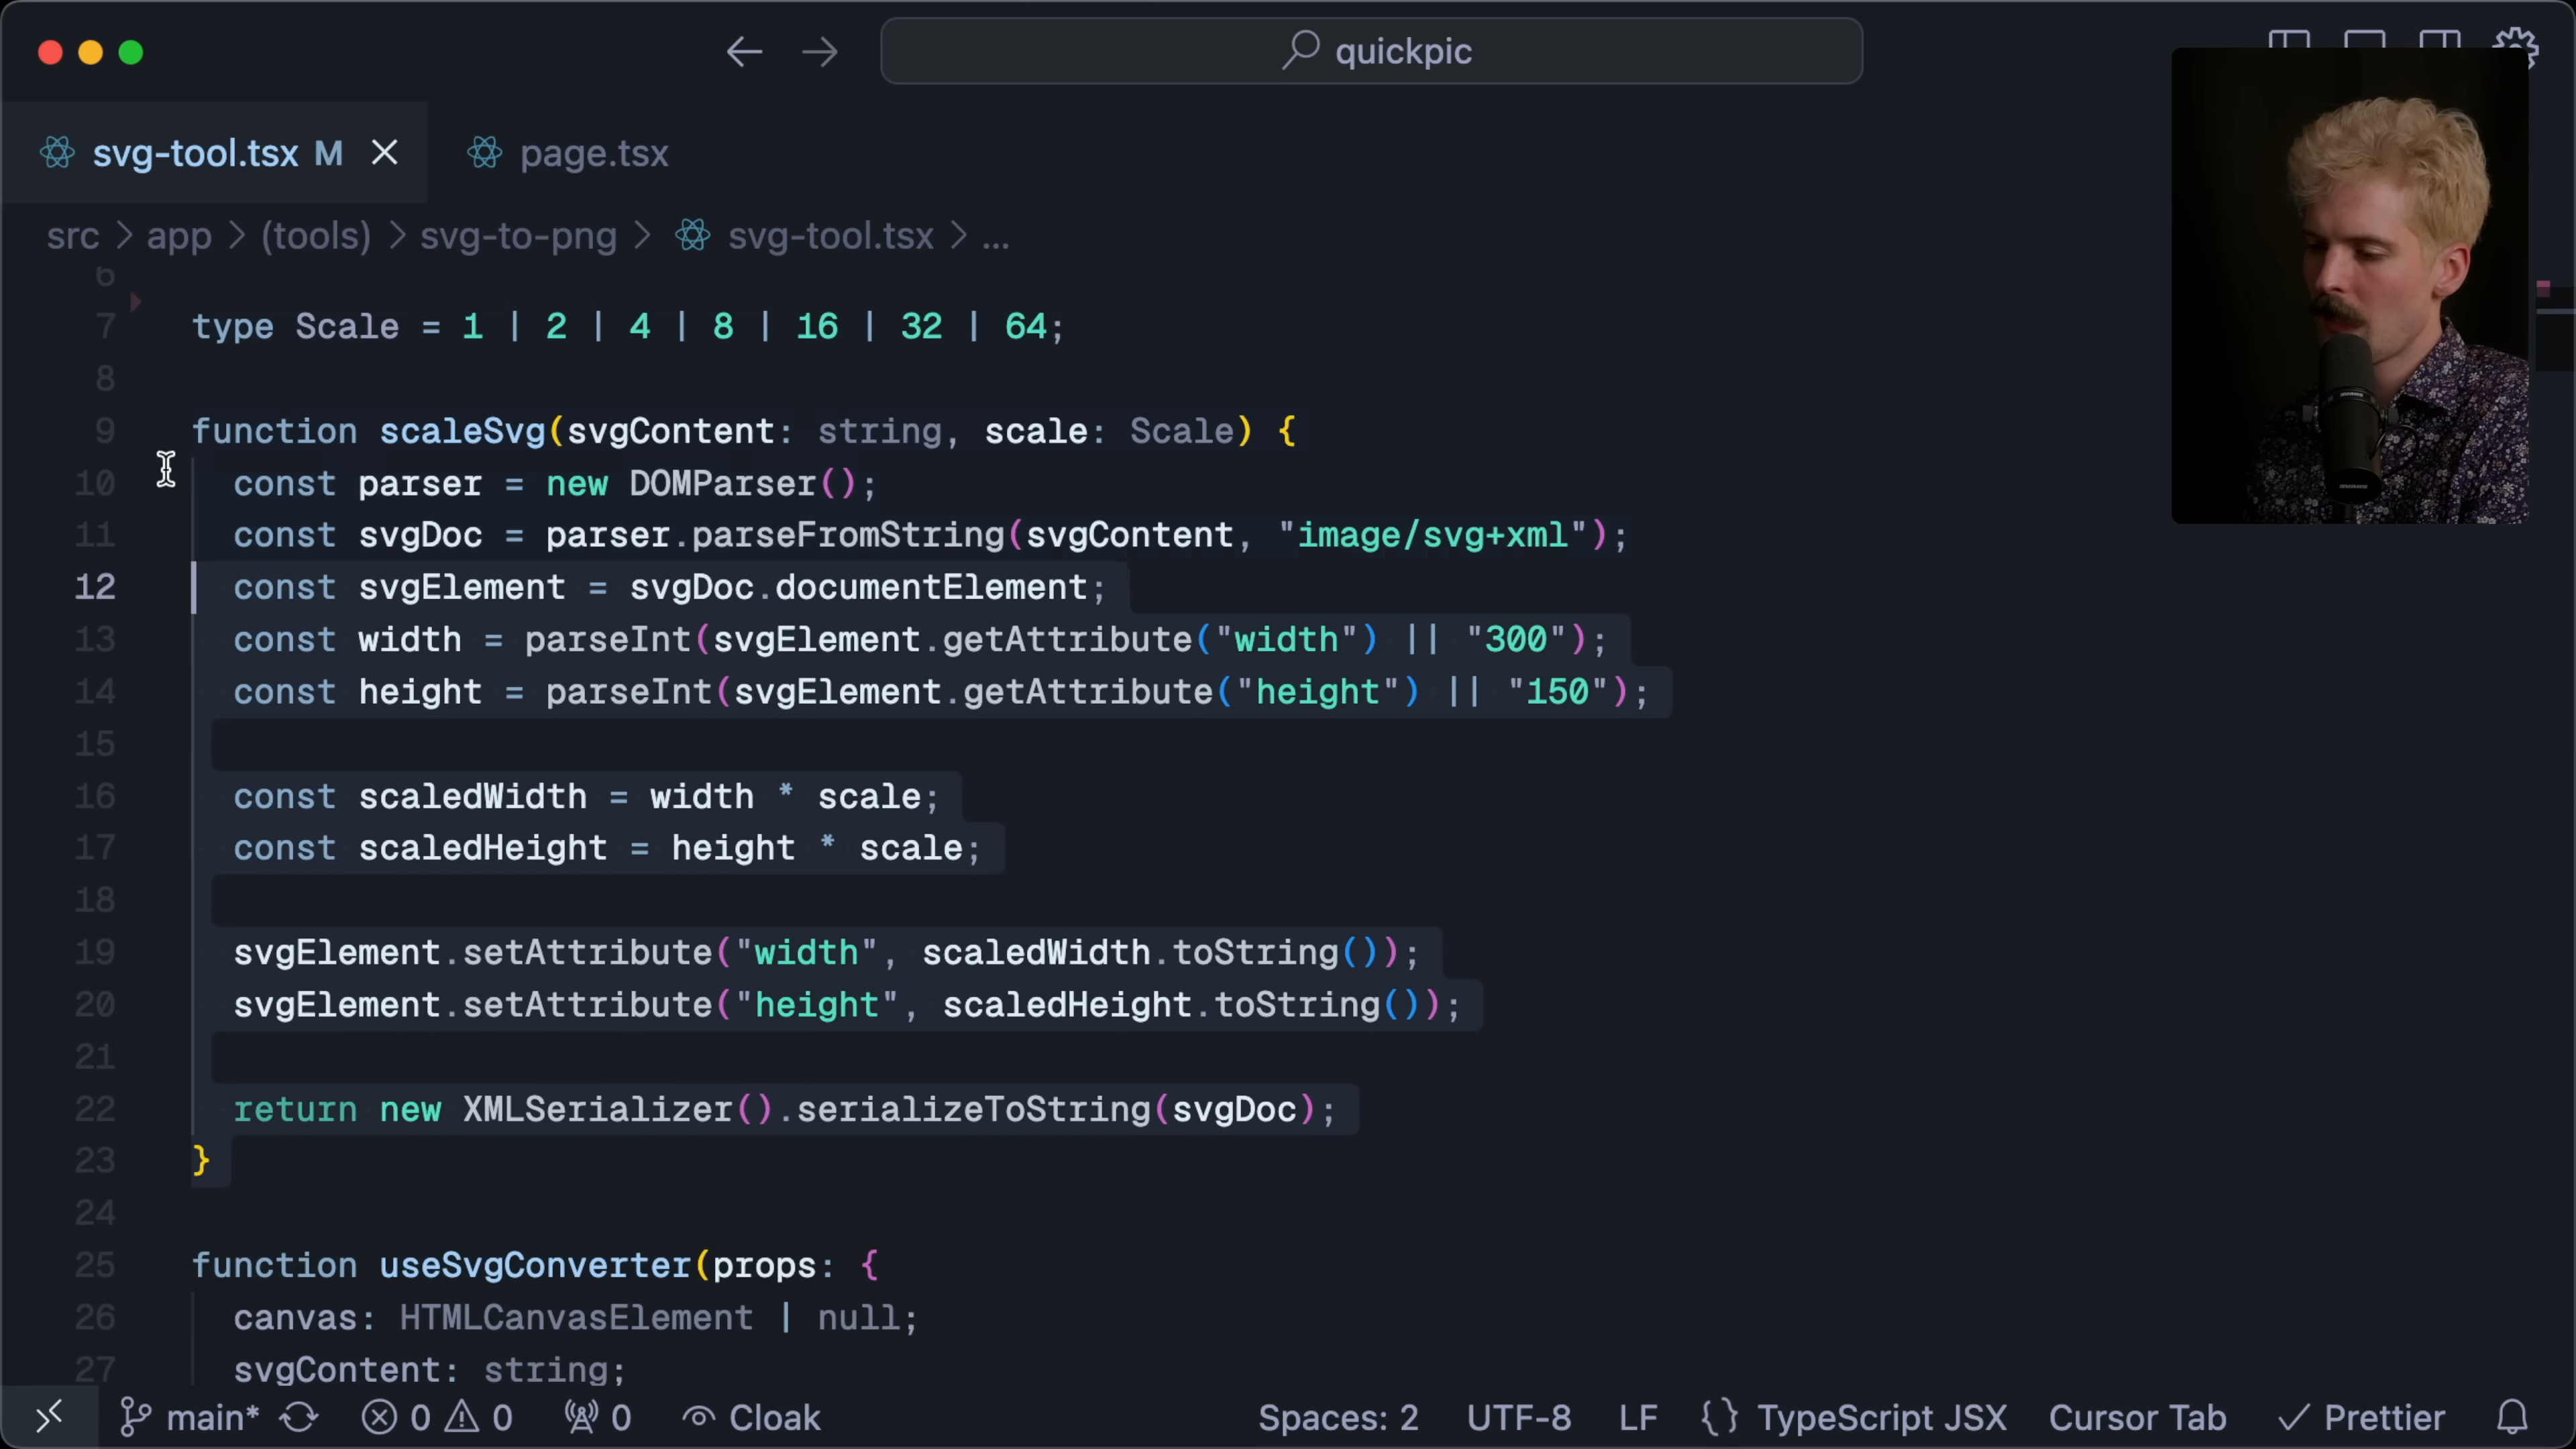 quickpic
svg-tool.tsx M
page.tsx
src > app > (tools) > svg-to-png > svg-tool.tsx > ...
6
7 type Scale = 1 | 2 | 4 | 8 | 16 | 32 | 64;
8
9 function scaleSvg(svgContent: string, scale: Scale) {
10 const parser = new DOMParser();
11 const svgDoc = parser.parseFromString(svgContent, "image/svg+xml");
12 const svgElement = svgDoc.documentElement;
13 const width = parseInt(svgElement.getAttribute("width") || "300");
14 const height = parseInt(svgElement.getAttribute("height") || "150");
15
16 const scaledWidth = width * scale;
17 const scaledHeight = height * scale;
18
19 svgElement.setAttribute("width", scaledWidth.toString());
20 svgElement.setAttribute("height", scaledHeight.toString());
21
22 return new XMLSerializer().serializeToString(svgDoc);
23 }
24
25 function useSvgConverter(props: {
26 canvas: HTMLCanvasElement | null;
27 svgContent: string;
main* 0 0 0 Cloak Spaces: 2 UTF-8 LF {} TypeScript JSX Cursor Tab Prettier